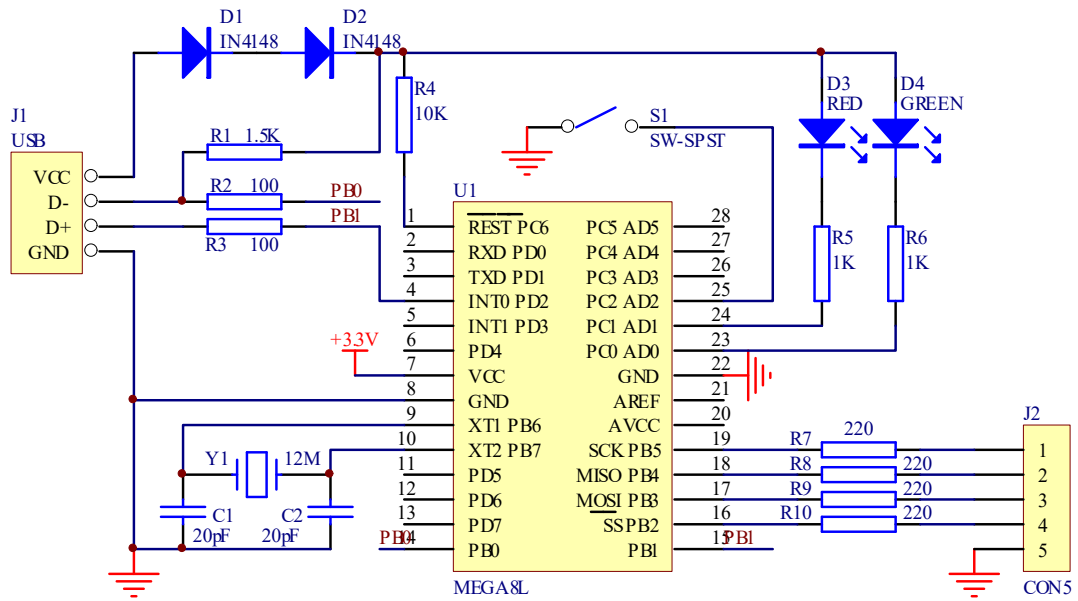 D1
IN4148
D2
IN4148
R4
10K
J1
USB
VCC
D-
D+
GND
R1 1.5K
R2 100
R3 100
PB0
PB1
S1
SW-SPST
D3
RED
D4
GREEN
R5
1K
R6
1K
U1
1 REST PC6
2 RXD PD0
3 TXD PD1
4 INT0 PD2
5 INT1 PD3
6 PD4
7 VCC
8 GND
9 XT1 PB6
10 XT2 PB7
11 PD5
12 PD6
13 PD7
14 PB0
PC5 AD5 28
PC4 AD4 27
PC3 AD3 26
PC2 AD2 25
PC1 AD1 24
PC0 AD0 23
GND 22
AREF 21
AVCC 20
SCK PB5 19
MISO PB4 18
MOSI PB3 17
SS PB2 16
PB1 15
MEGA8L
+3.3V
Y1 12M
C1
20pF
C2
20pF
PB0
PB1
R7 220
R8 220
R9 220
R10 220
J2
1
2
3
4
5
CON5